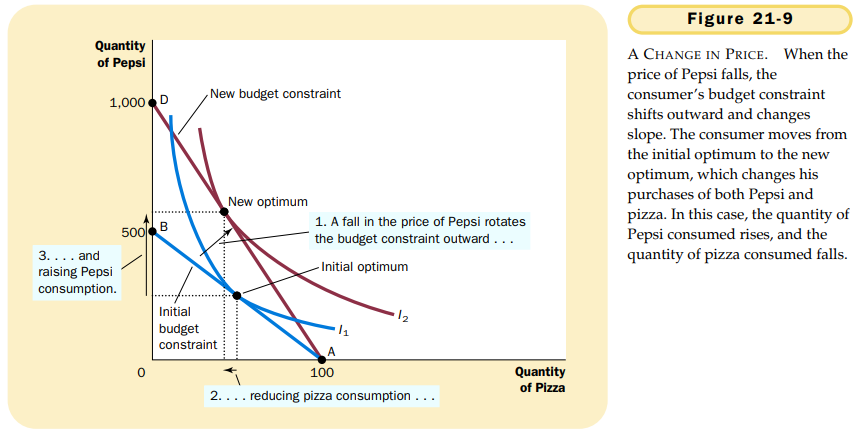 Quantity
of Pepsi
1,000
D
New budget constraint
New optimum
1. A fall in the price of Pepsi rotates
the budget constraint outward . . .
500
B
3. . . . and
raising Pepsi
consumption.
Initial optimum
Initial
budget
constraint
I1
I2
A
0
100
Quantity
of Pizza
2. . . . reducing pizza consumption . . .
Figure 21-9
A CHANGE IN PRICE. When the
price of Pepsi falls, the
consumer's budget constraint
shifts outward and changes
slope. The consumer moves from
the initial optimum to the new
optimum, which changes his
purchases of both Pepsi and
pizza. In this case, the quantity of
Pepsi consumed rises, and the
quantity of pizza consumed falls.